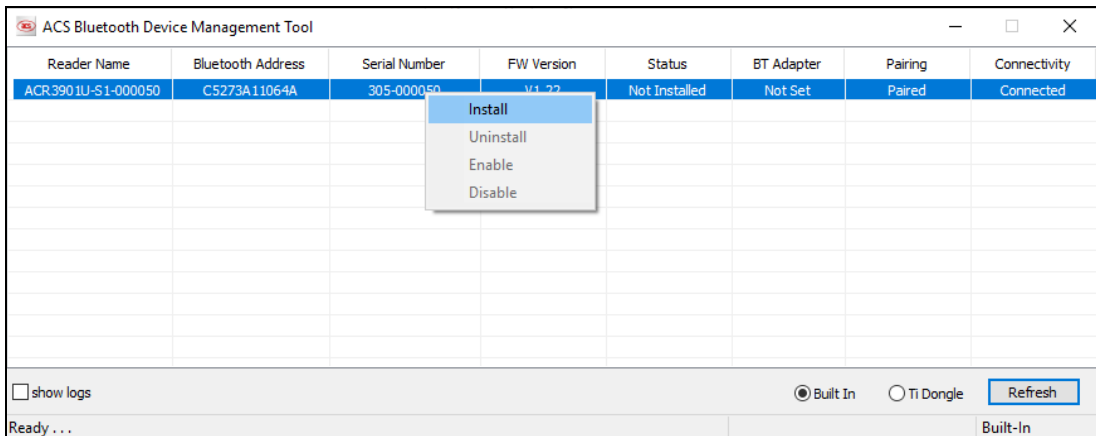 ACS Bluetooth Device Management Tool
Reader Name Bluetooth Address Serial Number FW Version Status BT Adapter Pairing Connectivity
ACR3901U-S1-000050 C5273A11064A 305-000050 V1.22 Not Installed Not Set Paired Connected
Install
Uninstall
Enable
Disable
show logs Built In Ti Dongle Refresh
Ready . . . Built-In